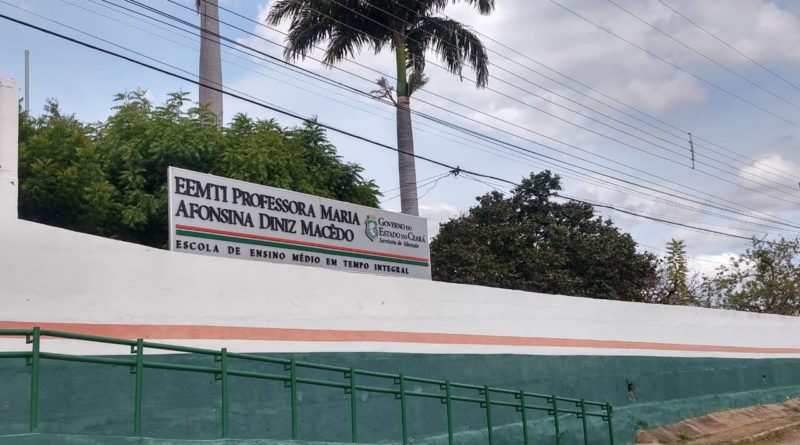 EEMTI PROFESSORA MARIA
AFONSINA DINIZ MACÊDO
GOVERNO DO
ESTADO DO CEARÁ
Secretaria da Educação
ESCOLA DE ENSINO MÉDIO EM TEMPO INTEGRAL